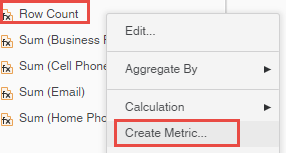 Row Count
Sum (Business
Sum (Cell Phone
Sum (Email)
Sum (Home Pho
Edit...
Aggregate By
Calculation
Create Metric...